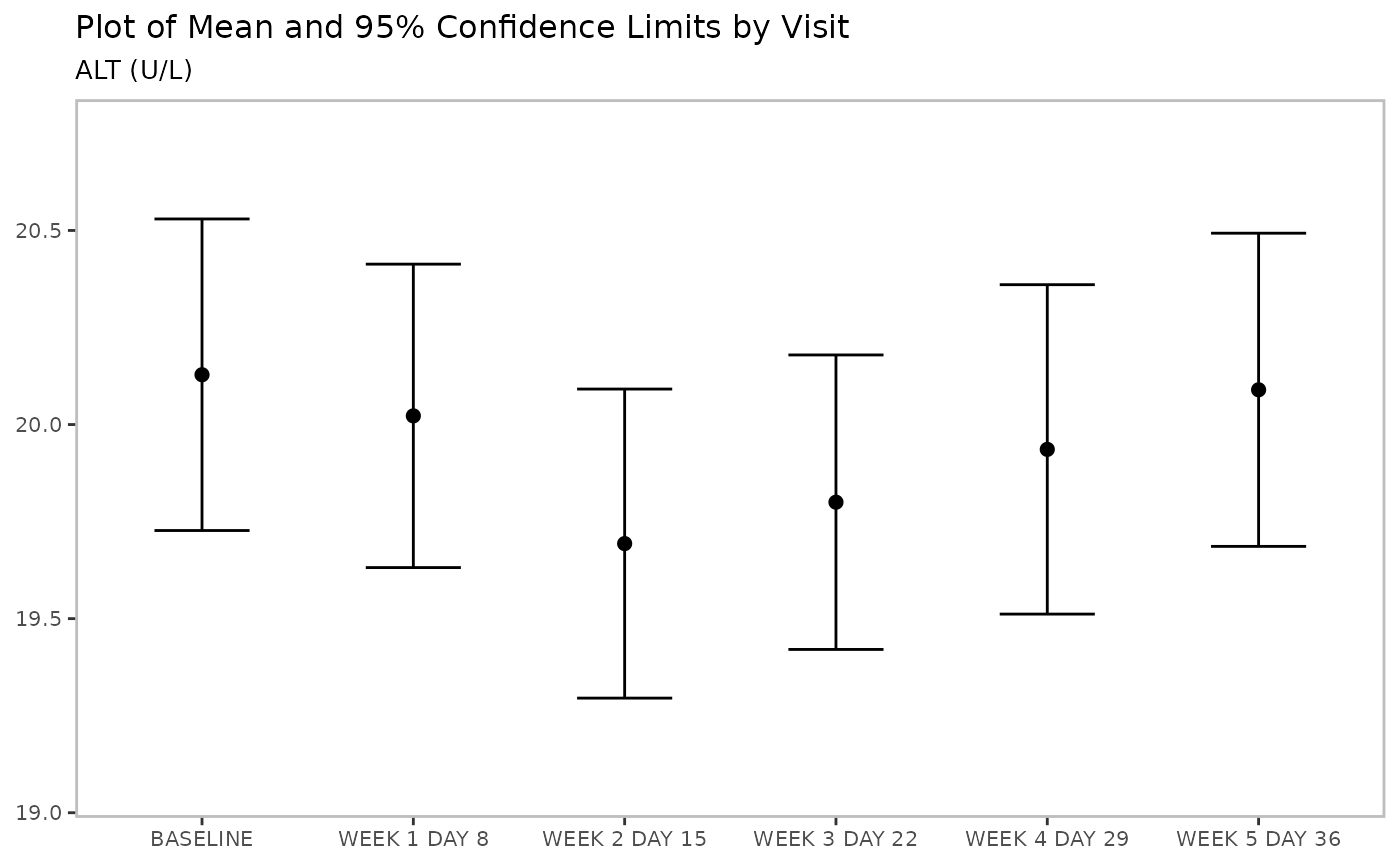 Plot of Mean and 95% Confidence Limits by Visit
ALT (U/L)
20.5
20.0
19.5
19.0
BASELINE WEEK 1 DAY 8 WEEK 2 DAY 15 WEEK 3 DAY 22 WEEK 4 DAY 29 WEEK 5 DAY 36